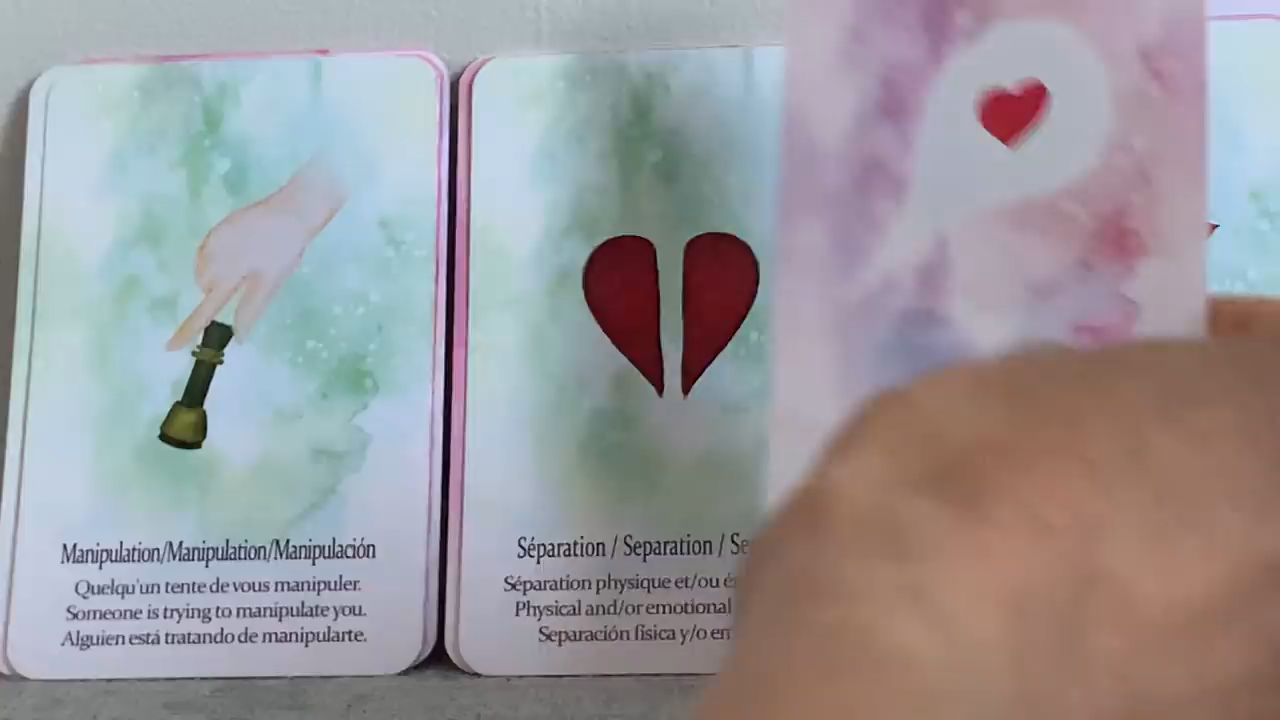 Manipulation/Manipulation/Manipulación
Quelqu'un tente de vous manipuler.
Someone is trying to manipulate you.
Alguien está tratando de manipularte.
Séparation / Separation /
Séparation physique et/ou
Physical and/or emotional
Separación física y/o